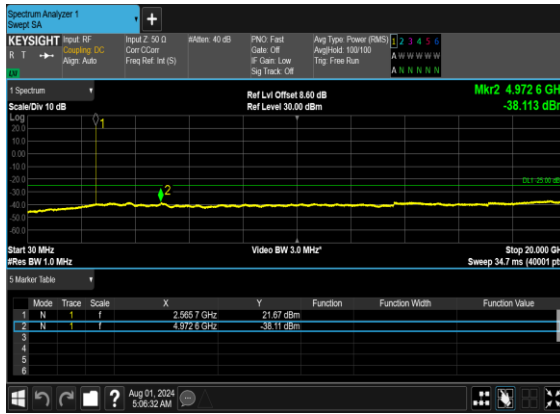 Spectrum Analyzer 1
Swept SA
KEYSIGHT Input: RF Input Z: 50 Ω #Atten: 40 dB PNO: Fast Avg Type: Power (RMS) 1 2 3 4 5 6
R T Coupling: DC Corr CCorr Gate: Off Avg|Hold: 100/100 A W W W W W
Align: Auto Freq Ref: Int (S) IF Gain: Low Trig: Free Run
LXI Sig Track: Off A N N N N N
1 Spectrum
Scale/Div 10 dB
Ref Lvl Offset 8.60 dB
Ref Level 30.00 dBm
Mkr2 4.972 6 GH
-38.113 dB
Log
20.0
10.0
0.00
-10.0
-20.0
-30.0
-40.0
-50.0
-60.0
1
2
DL1 -25.00 dB
Start 30 MHz Video BW 3.0 MHz* Stop 20.000 GH
#Res BW 1.0 MHz Sweep 34.7 ms (40001 pt
5 Marker Table
Mode Trace Scale X Y Function Function Width Function Value
1 N 1 f 2.565 7 GHz 21.67 dBm
2 N 1 f 4.972 6 GHz -38.11 dBm
3
4
5
6
? Aug 01, 2024
5:06:32 AM